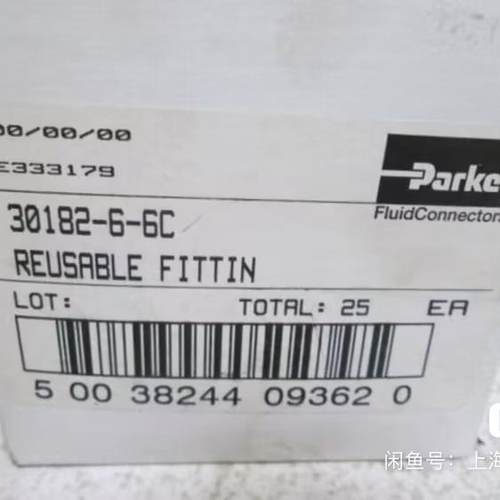 00/00/00
E333179
Parke
FluidConnector
30182-6-6C
REUSABLE FITTIN
LOT: TOTAL: 25 EA
5 00 38244 09362 0
闲鱼号：上海